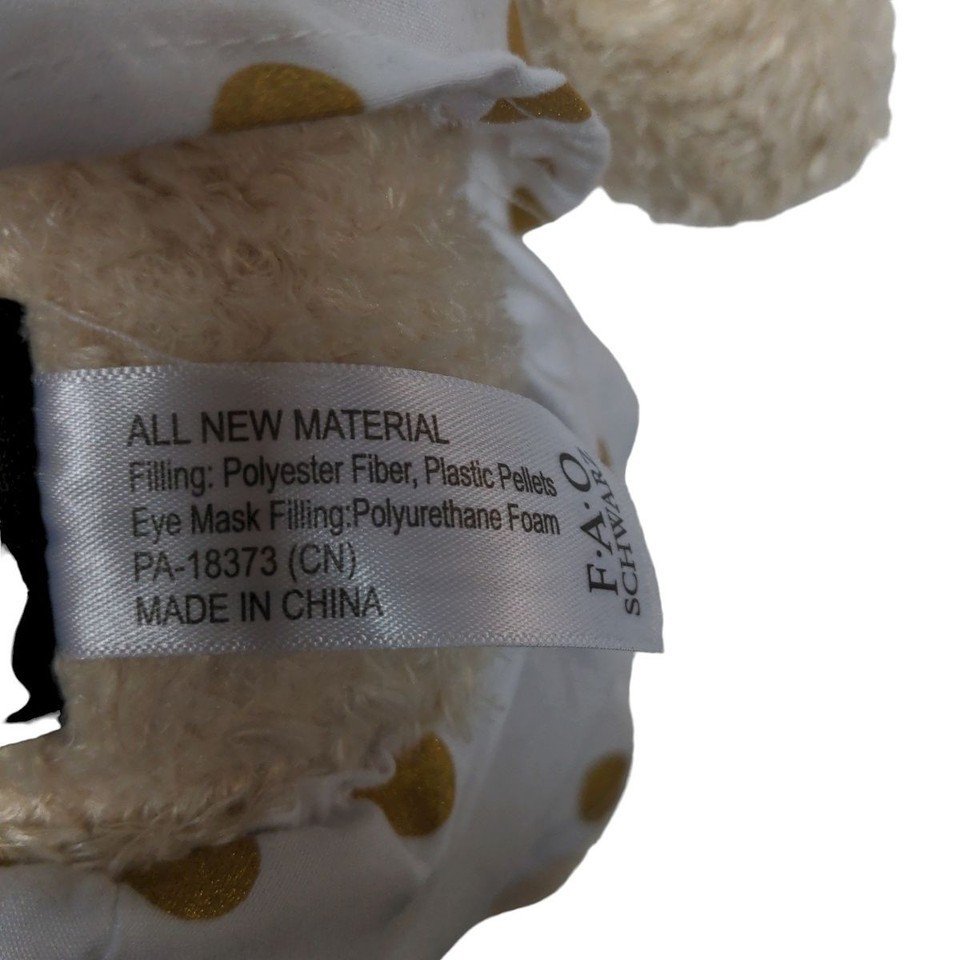 ALL NEW MATERIAL
Filling: Polyester Fiber, Plastic Pellets
Eye Mask Filling:Polyurethane Foam
PA-18373 (CN)
MADE IN CHINA
F·A·O
SCHWARZ